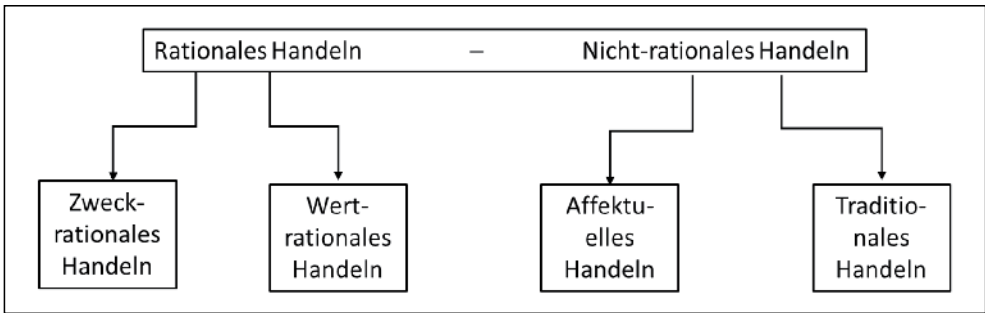 Rationales Handeln – Nicht-rationales Handeln
Zweck-
rationales
Handeln
Wert-
rationales
Handeln
Affektu-
elles
Handeln
Traditio-
nales
Handeln